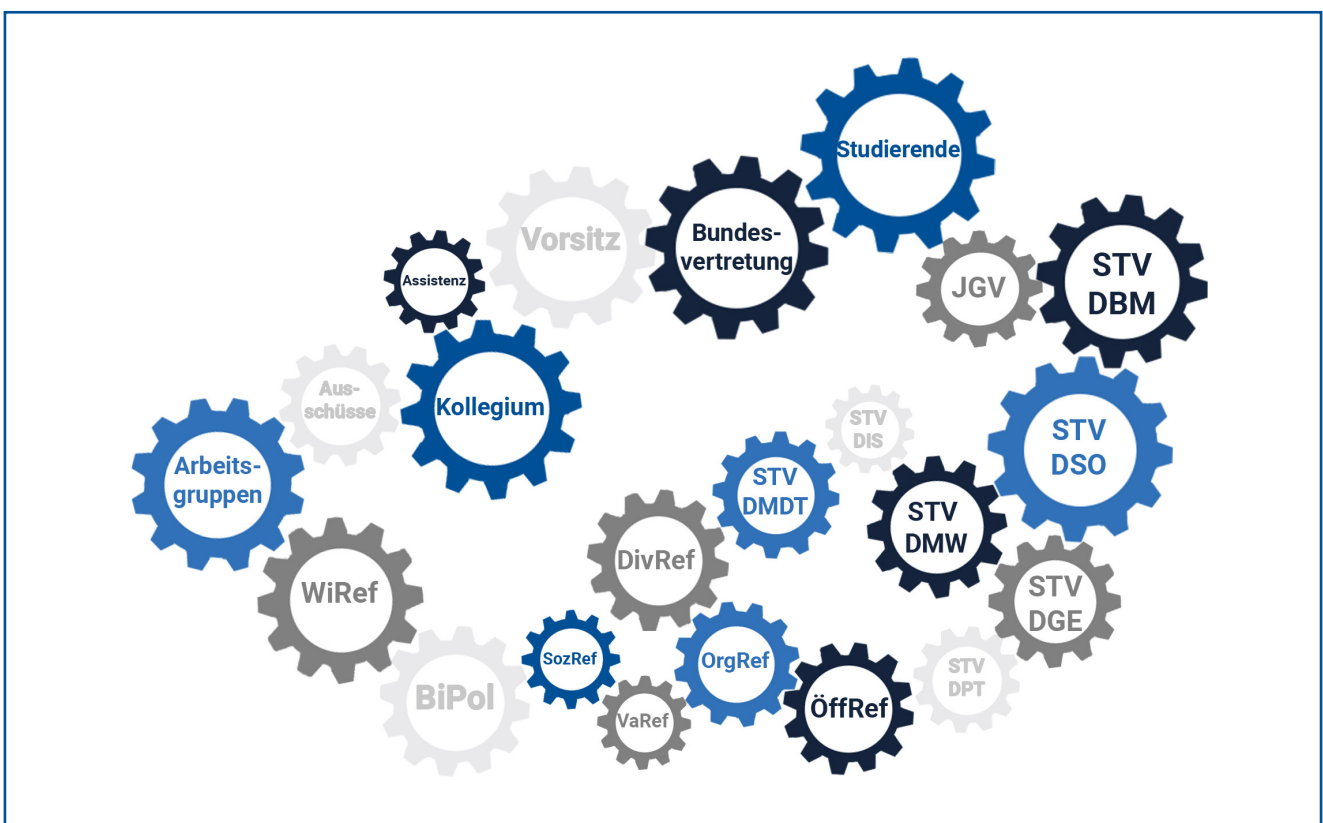 Studierende
Bundes-
vertretung
Vorsitz
Assistenz
JGV
STV
DBM
Aus-
schüsse
Kollegium
Arbeits-
gruppen
STV
DIS
STV
DSO
STV
DMDT
STV
DMW
DivRef
WiRef
STV
DGE
SozRef
OrgRef
STV
DPT
BiPol
VaRef
ÖffRef